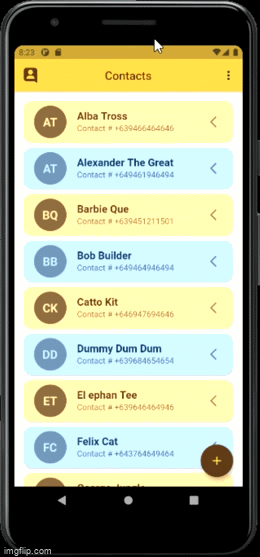 8:23
Contacts
AT
Alba Tross
Contact # +639466464646
AT
Alexander The Great
Contact # +649461946494
BQ
Barbie Que
Contact # +639451211501
BB
Bob Builder
Contact # +649464946494
CK
Catto Kit
Contact # +646947694646
DD
Dummy Dum Dum
Contact # +639684654654
ET
El ephan Tee
Contact # +639646464946
FC
Felix Cat
Contact # +643764649464
+
imgflip.com